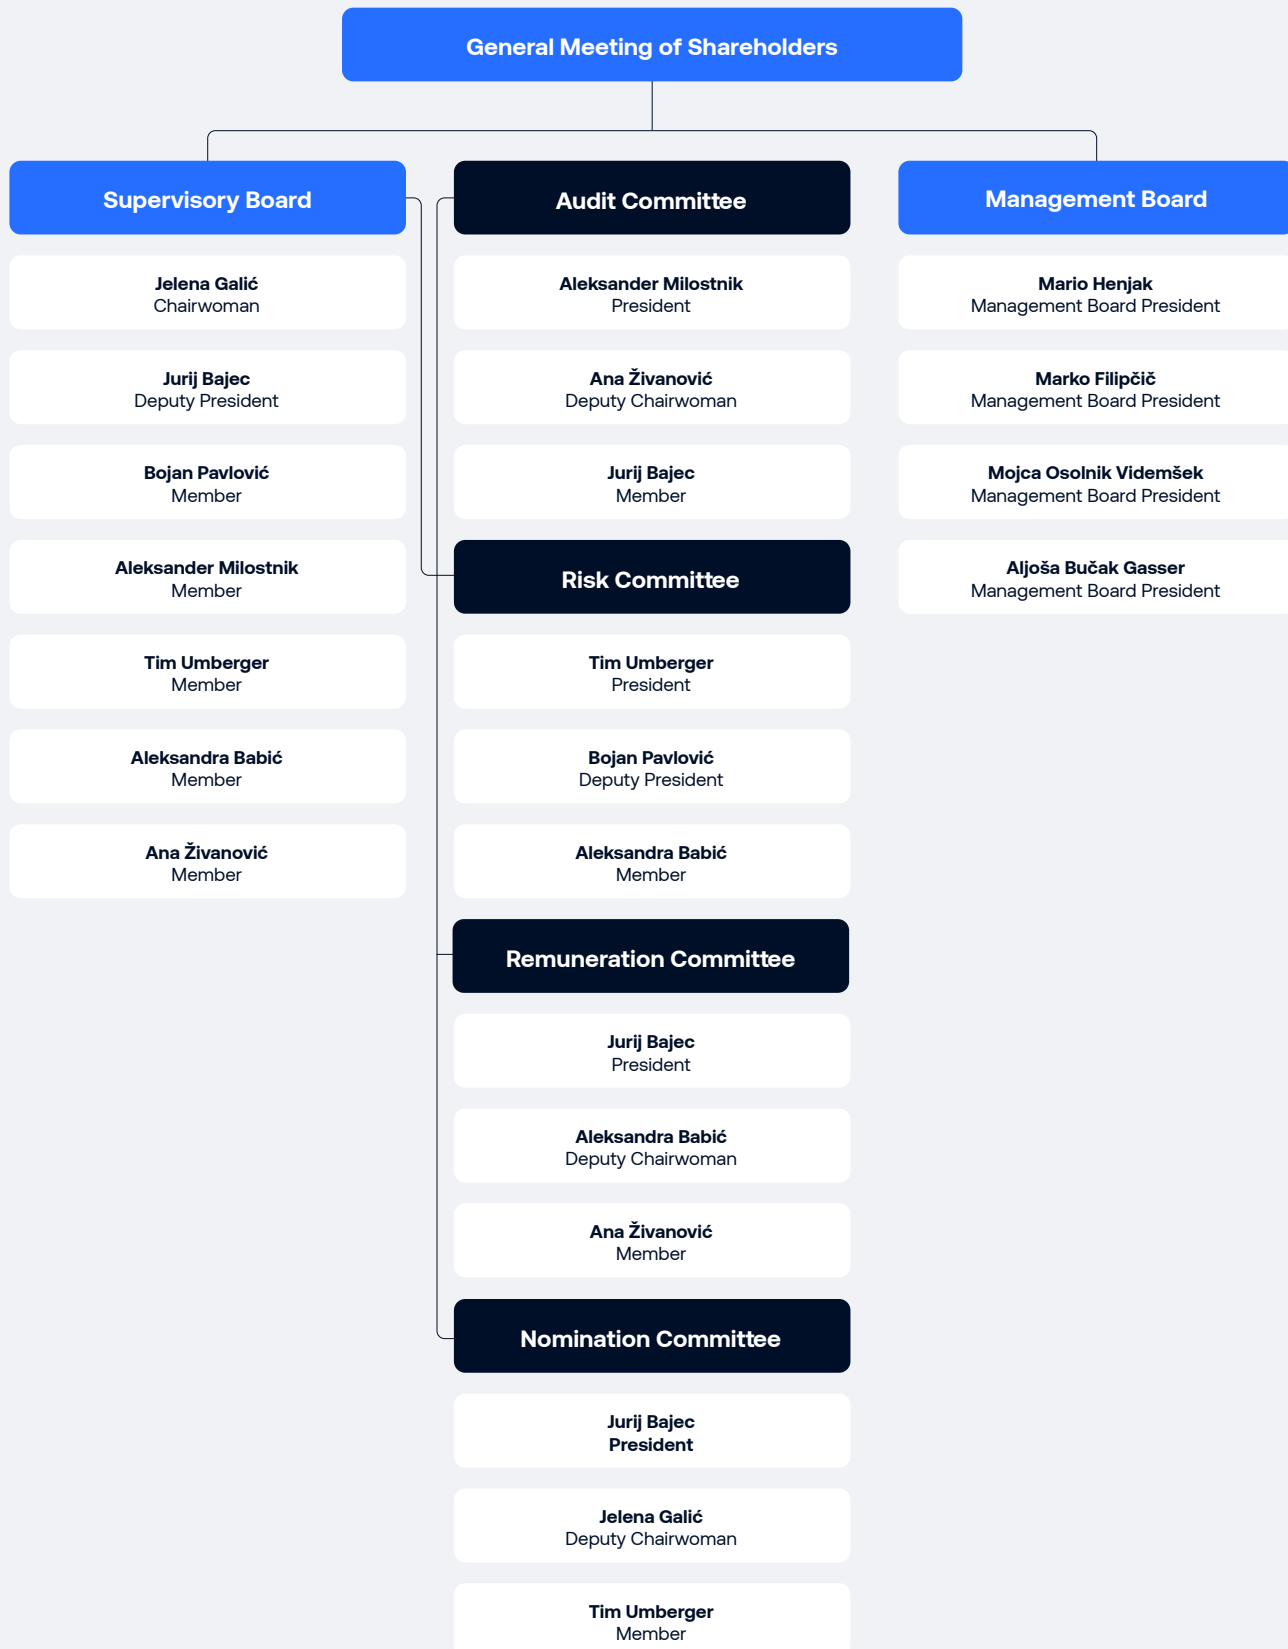 General Meeting of Shareholders
Supervisory Board
Jelena Galić
Chairwoman
Jurij Bajec
Deputy President
Bojan Pavlović
Member
Aleksander Milostnik
Member
Tim Umberger
Member
Aleksandra Babić
Member
Ana Živanović
Member
Audit Committee
Aleksander Milostnik
President
Ana Živanović
Deputy Chairwoman
Jurij Bajec
Member
Risk Committee
Tim Umberger
President
Bojan Pavlović
Deputy President
Aleksandra Babić
Member
Remuneration Committee
Jurij Bajec
President
Aleksandra Babić
Deputy Chairwoman
Ana Živanović
Member
Nomination Committee
Jurij Bajec
President
Jelena Galić
Deputy Chairwoman
Tim Umberger
Member
Management Board
Mario Henjak
Management Board President
Marko Filipčič
Management Board President
Mojca Osolnik Videmšek
Management Board President
Aljoša Bučak Gasser
Management Board President